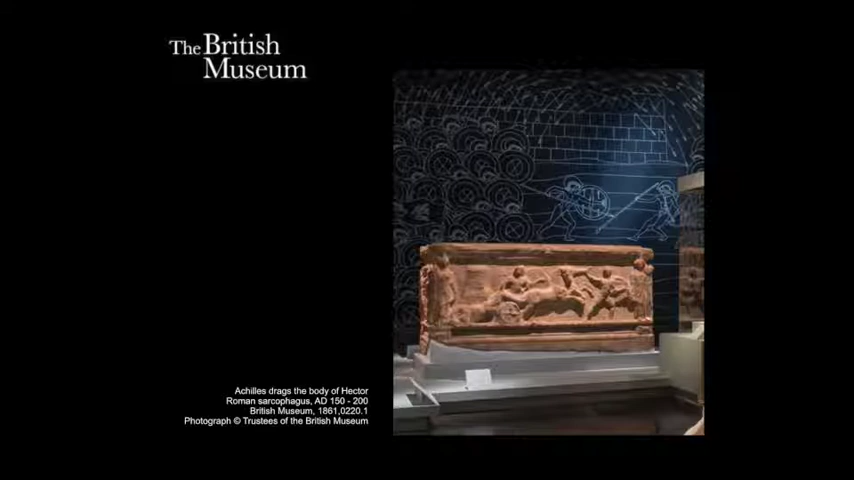 The British
Museum
Achilles drags the body of Hector
Roman sarcophagus, AD 150 - 200
British Museum, 1861,0220.1
Photograph © Trustees of the British Museum